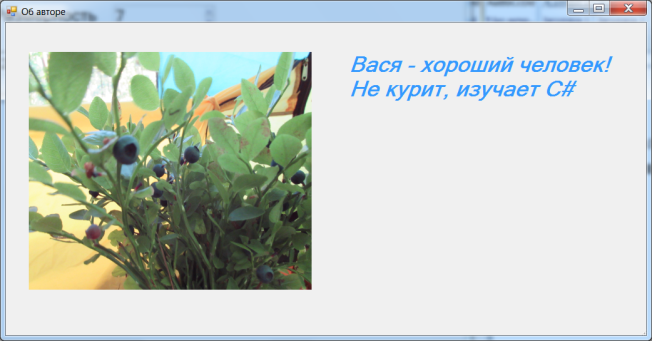 Об авторе
Вася - хороший человек!
Не курит, изучает C#